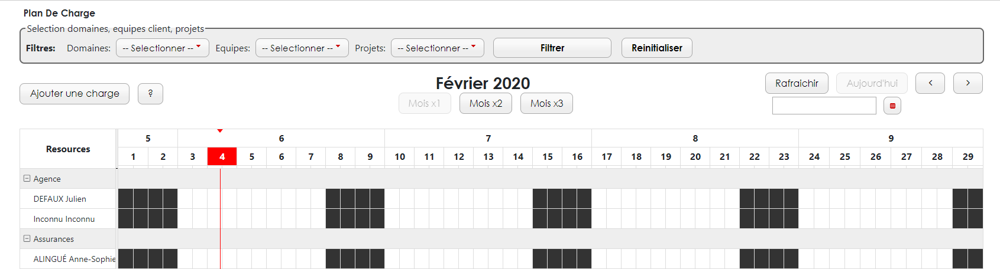 Plan De Charge
Selection domaines, equipes client, projets
Filtres: Domaines: -- Selectionner -- Equipes: -- Selectionner -- Projets: -- Selectionner -- Filtrer Reinitialiser
Ajouter une charge ? Février 2020 Rafraichir Aujourd'hui < >
Mois x1 Mois x2 Mois x3
Resources 5 6 7 8 9
1 2 3 4 5 6 7 8 9 10 11 12 13 14 15 16 17 18 19 20 21 22 23 24 25 26 27 28 29
Agence
DEFAUX Julien
Inconnu Inconnu
Assurances
ALINGUÉ Anne-Sophie